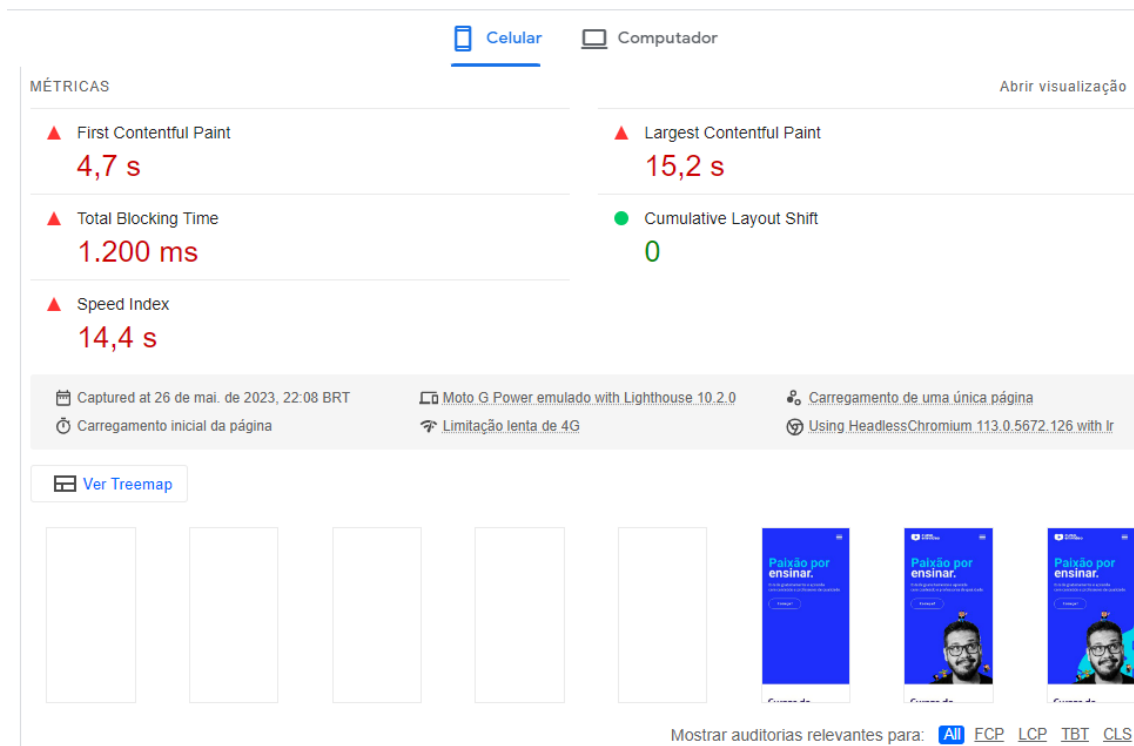 Celular
Computador
MÉTRICAS
Abrir visualização
First Contentful Paint
4,7 s
Largest Contentful Paint
15,2 s
Total Blocking Time
1.200 ms
Cumulative Layout Shift
0
Speed Index
14,4 s
Captured at 26 de mai. de 2023, 22:08 BRT
Moto G Power emulado with Lighthouse 10.2.0
Carregamento de uma única página
Carregamento inicial da página
Limitação lenta de 4G
Using HeadlessChromium 113.0.5672.126 with lr
Ver Treemap
Paixão por
ensinar.
Paixão por
ensinar.
Paixão por
ensinar.
Mostrar auditorias relevantes para: All FCP LCP TBT CLS